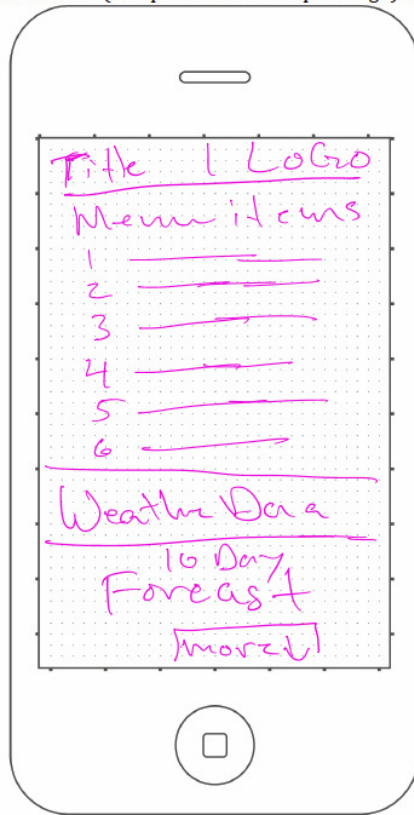 Title | LOGO
Menu items
1
2
3
4
5
6
Weather Data
10 Day
Forecast
more↓